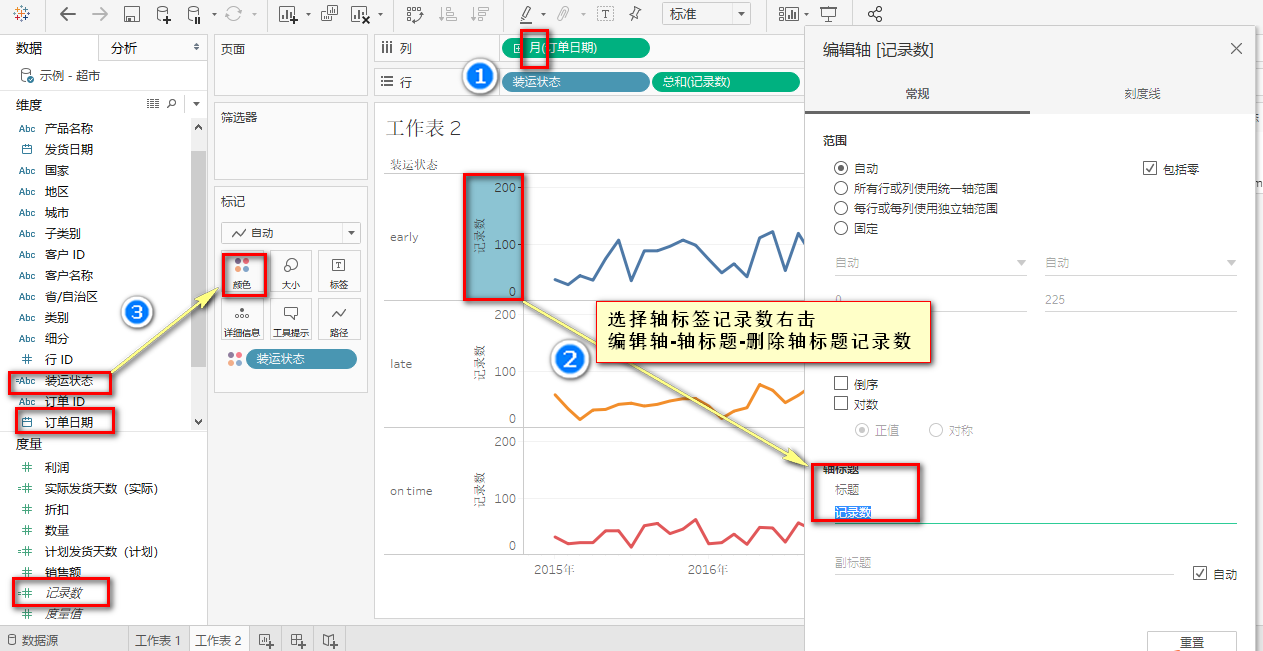 标准
数据
分析
示例 - 超市
维度
Abc 产品名称
发货日期
Abc 国家
Abc 地区
Abc 城市
Abc 子类别
Abc 客户 ID
Abc 客户名称
Abc 省/自治区
Abc 类别
Abc 细分
# 行 ID
=Abc 装运状态
Abc 订单 ID
订单日期
度量
# 利润
=# 实际发货天数（实际）
# 折扣
# 数量
=# 计划发货天数（计划）
# 销售额
=# 记录数
# 度量值
页面
筛选器
标记
自动
颜色
大小
标签
详细信息
工具提示
路径
装运状态
列
月(订单日期)
行
装运状态
总和(记录数)
1
2
3
工作表 2
装运状态
early
记录数
200
100
0
late
记录数
200
100
0
on time
记录数
200
100
0
2015年
2016年
选择轴标签记录数右击
编辑轴-轴标题-删除轴标题记录数
编辑轴 [记录数]
常规
刻度线
范围
自动
包括零
所有行或列使用统一轴范围
每行或每列使用独立轴范围
固定
自动
自动
0
225
倒序
对数
正值
对称
轴标题
标题
记录数
副标题
自动
重置
数据源
工作表 1
工作表 2